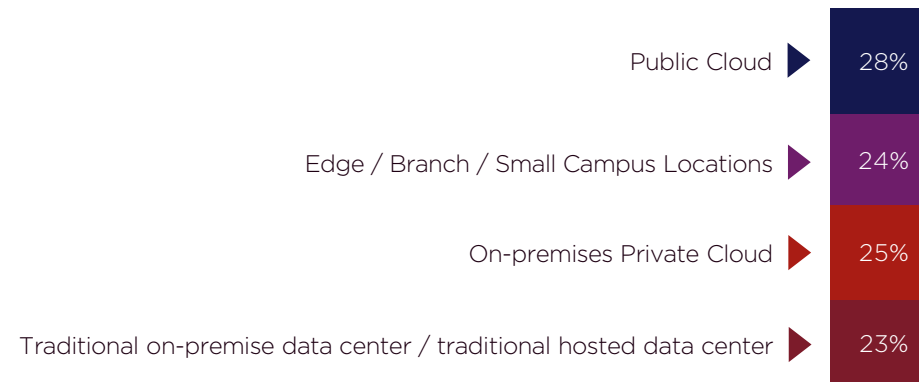 Public Cloud 28%
Edge / Branch / Small Campus Locations 24%
On-premises Private Cloud 25%
Traditional on-premise data center / traditional hosted data center 23%